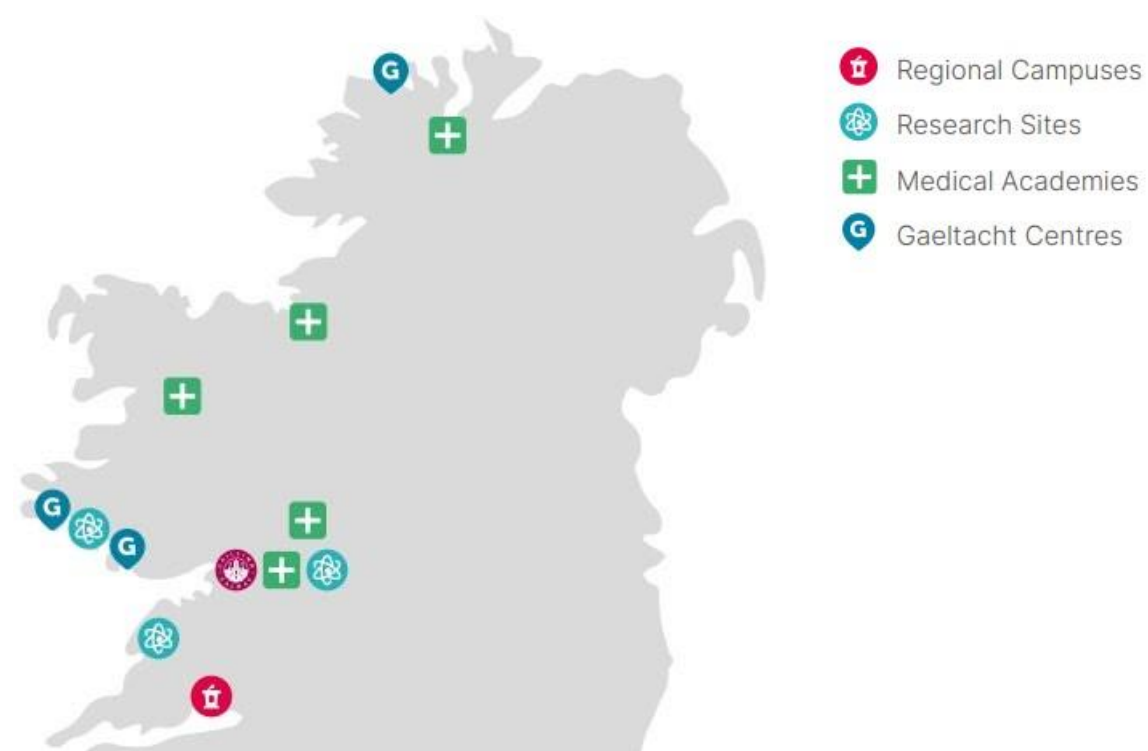 G
Regional Campuses
Research Sites
Medical Academies
G Gaeltacht Centres
G
G